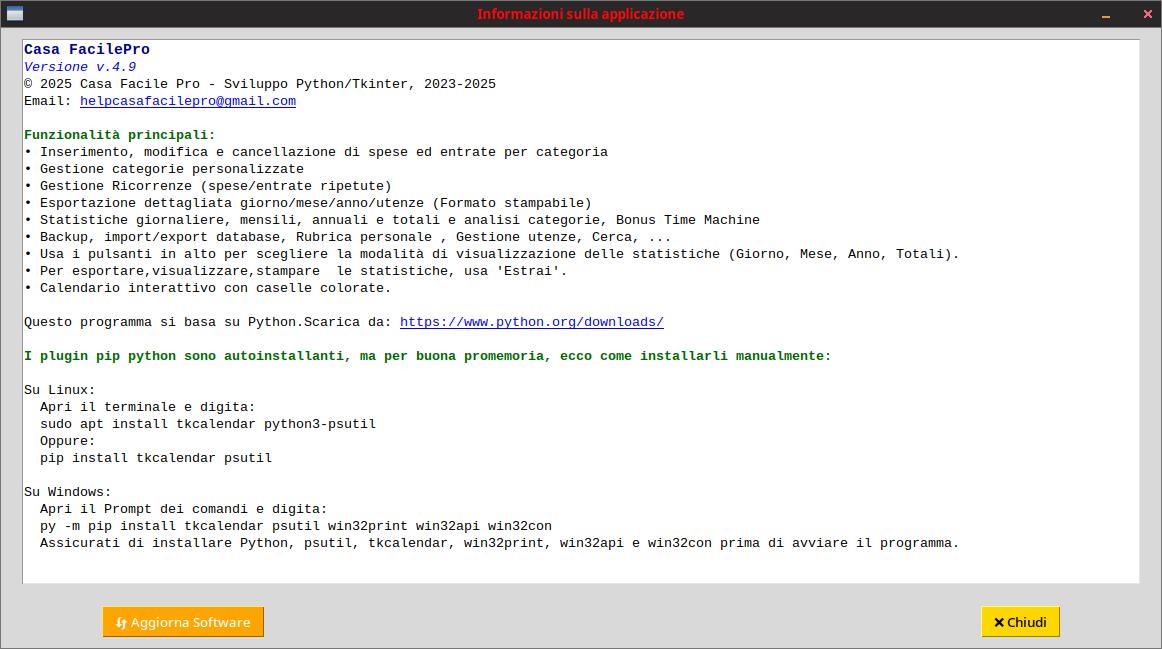 Informazioni sulla applicazione
Casa FacilePro
Versione v.4.9
© 2025 Casa Facile Pro - Sviluppo Python/Tkinter, 2023-2025
Email: helpcasafacilepro@gmail.com
Funzionalità principali:
• Inserimento, modifica e cancellazione di spese ed entrate per categoria
• Gestione categorie personalizzate
• Gestione Ricorrenze (spese/entrate ripetute)
• Esportazione dettagliata giorno/mese/anno/utenze (Formato stampabile)
• Statistiche giornaliere, mensili, annuali e totali e analisi categorie, Bonus Time Machine
• Backup, import/export database, Rubrica personale , Gestione utenze, Cerca, ...
• Usa i pulsanti in alto per scegliere la modalità di visualizzazione delle statistiche (Giorno, Mese, Anno, Totali).
• Per esportare,visualizzare,stampare  le statistiche, usa 'Estrai'.
• Calendario interattivo con caselle colorate.
Questo programma si basa su Python.Scarica da: https://www.python.org/downloads/
I plugin pip python sono autoinstallanti, ma per buona promemoria, ecco come installarli manualmente:
Su Linux:
Apri il terminale e digita:
sudo apt install tkcalendar python3-psutil
Oppure:
pip install tkcalendar psutil
Su Windows:
Apri il Prompt dei comandi e digita:
py -m pip install tkcalendar psutil win32print win32api win32con
Assicurati di installare Python, psutil, tkcalendar, win32print, win32api e win32con prima di avviare il programma.
Aggiorna Software
Chiudi